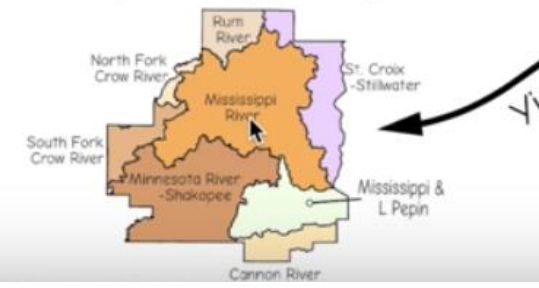 Rum
River
North Fork
Crow River
St. Croix
-Stillwater
Mississippi
River
South Fork
Crow River
Minnesota River
-Shakopee
Mississippi &
L Pepin
Cannon River